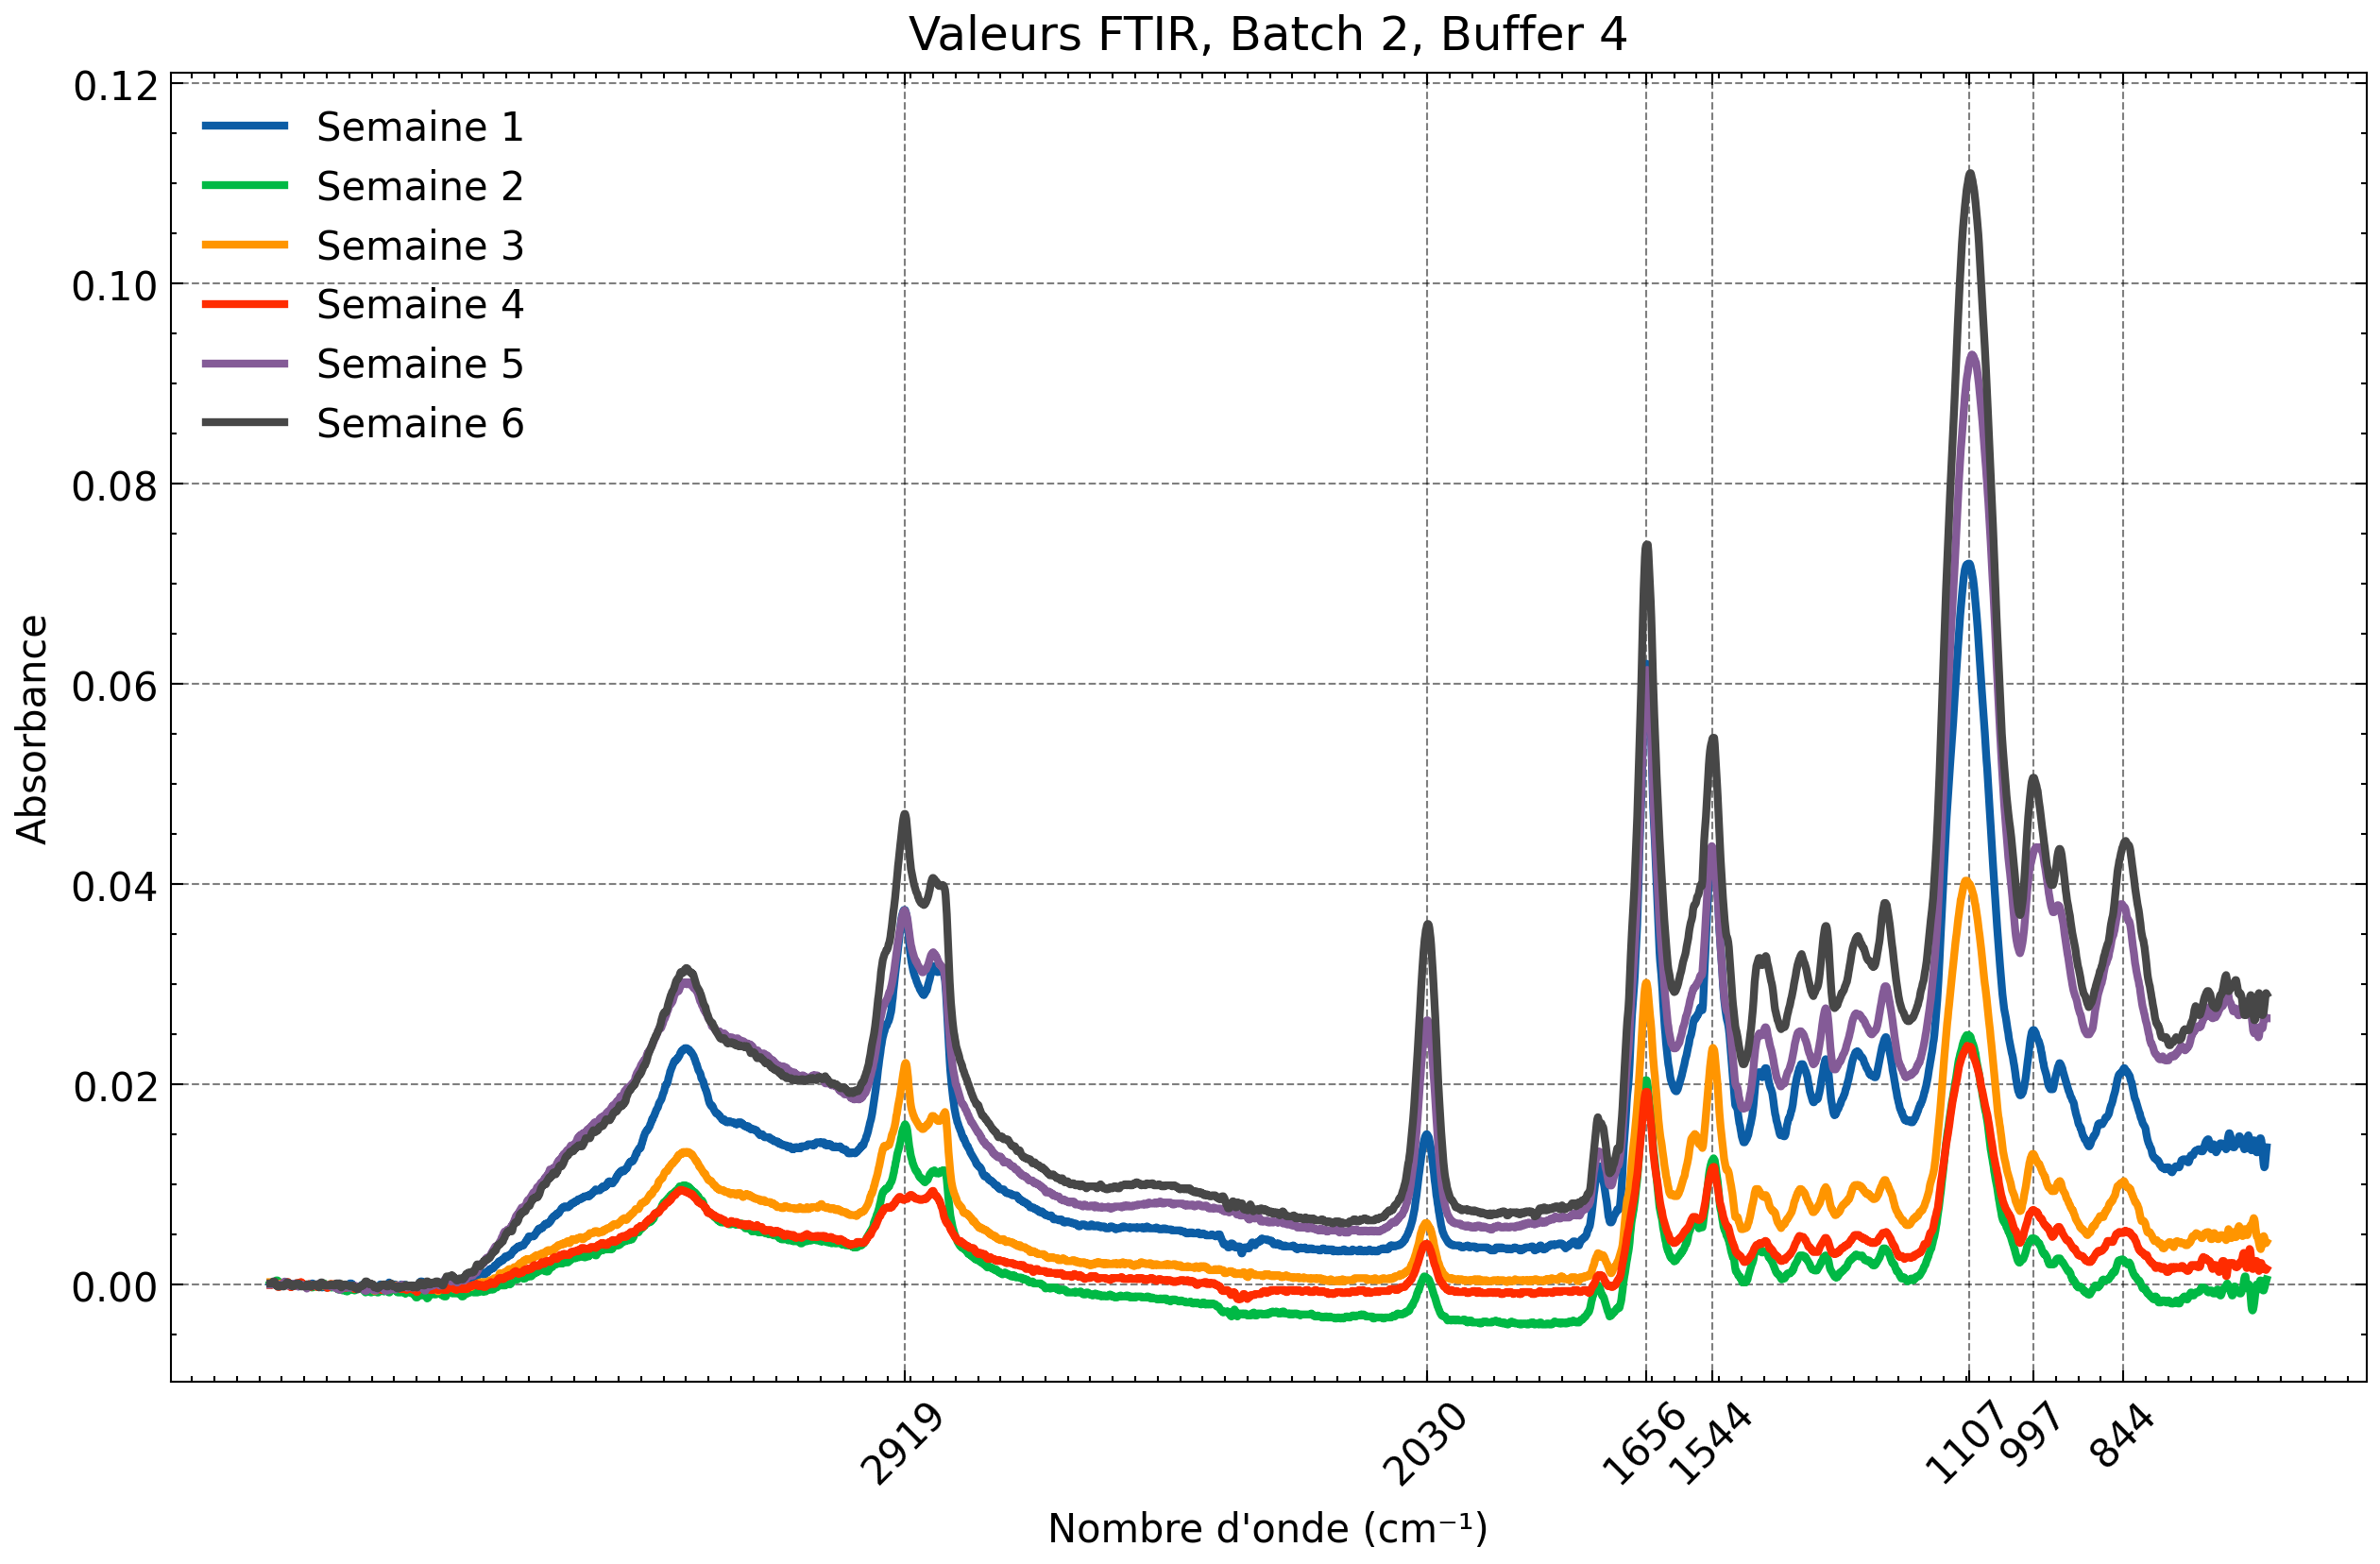 Valeurs FTIR, Batch 2, Buffer 4
0.12
0.10
0.08
0.06
0.04
0.02
0.00
Absorbance
Semaine 1
Semaine 2
Semaine 3
Semaine 4
Semaine 5
Semaine 6
2919
2030
1656
1544
1107
997
844
Nombre d'onde (cm⁻¹)